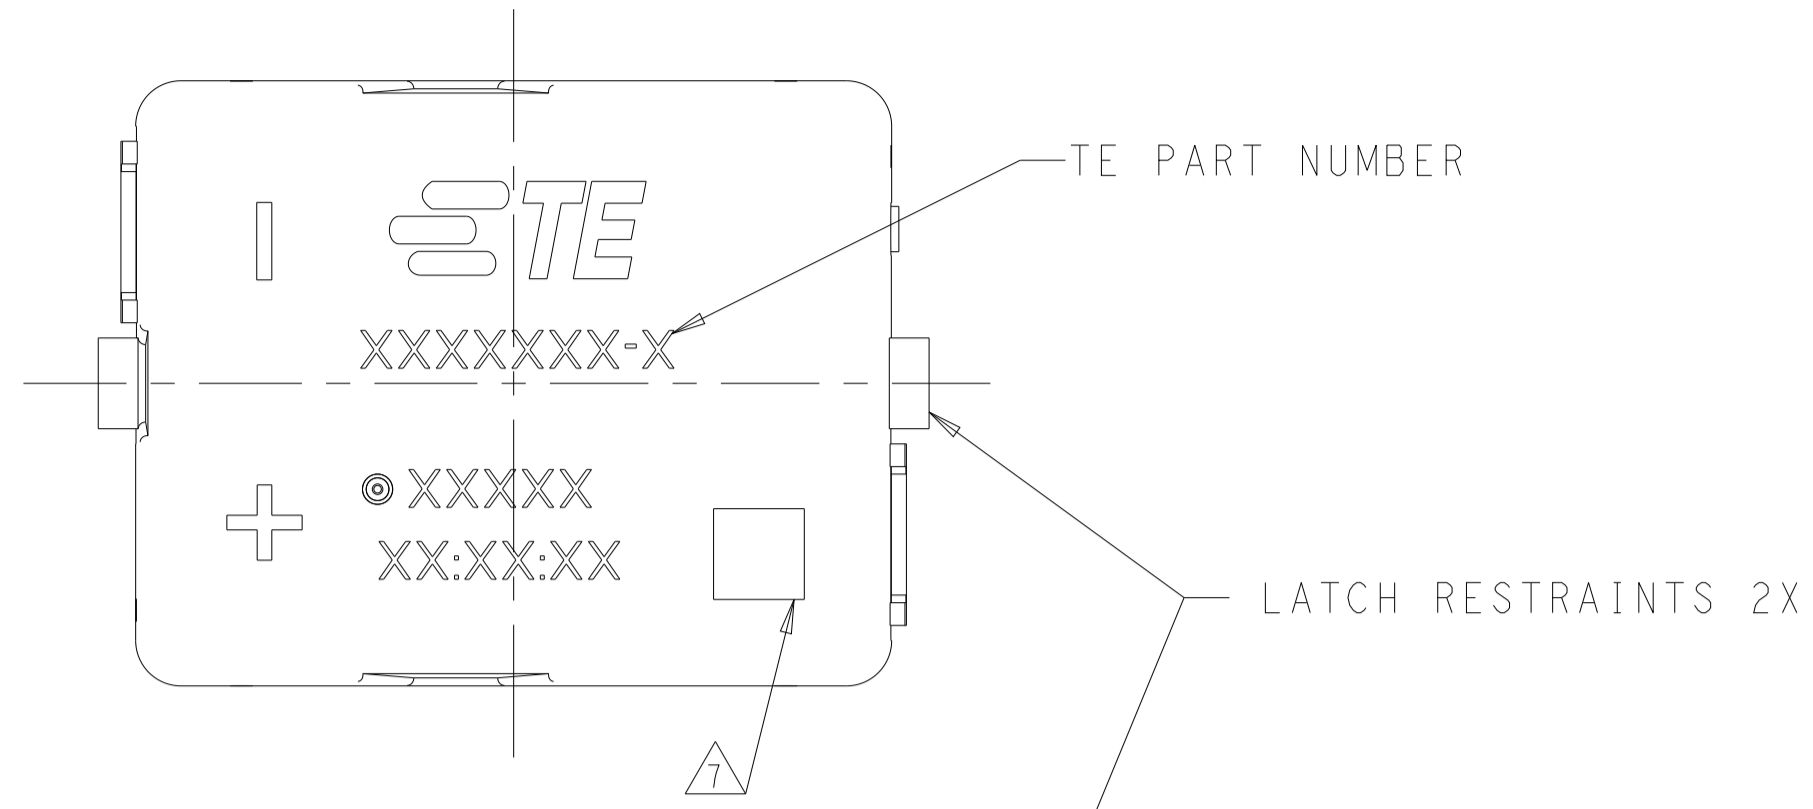 TE PART NUMBER
TE
XXXXXXX-X
XXXXX
XX:XX:XX
LATCH RESTRAINTS 2X
7